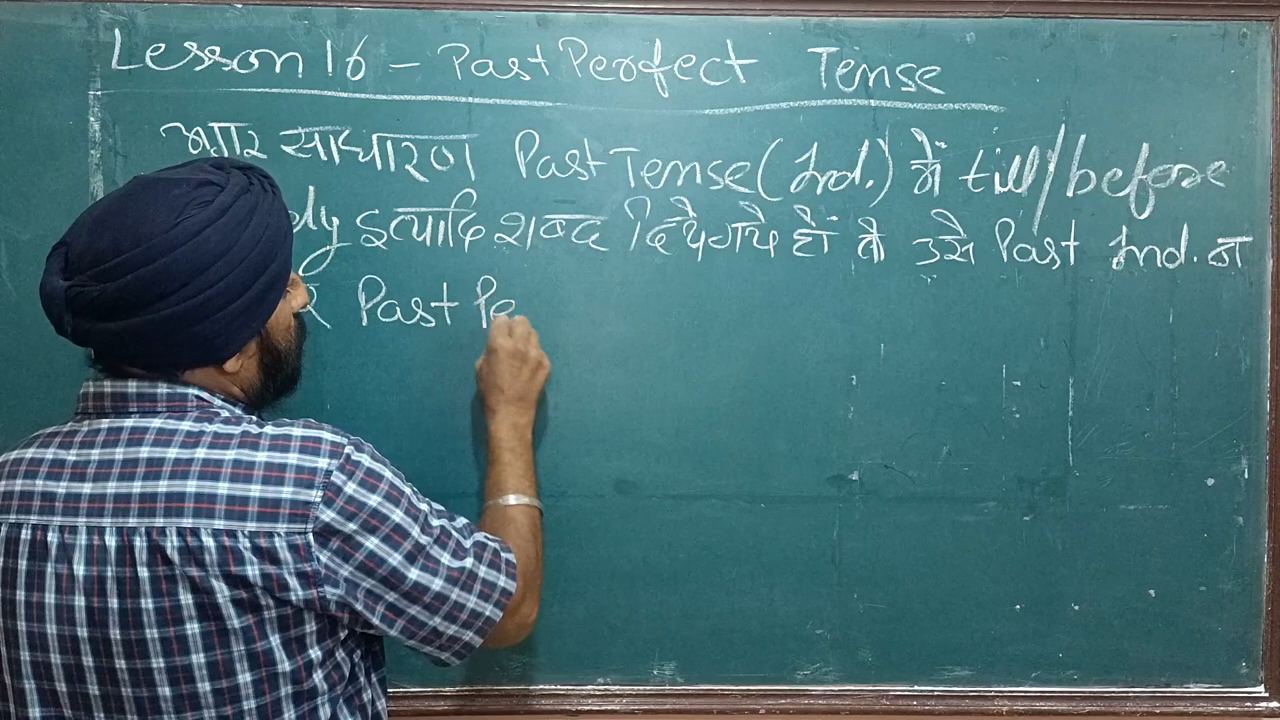 Lesson 16 - Past Perfect Tense
अगर साधारण Past Tense (Ind.) में till/before
इत्यादि शब्द दिये गये हों तो उसे Past Ind. न
Past Pe